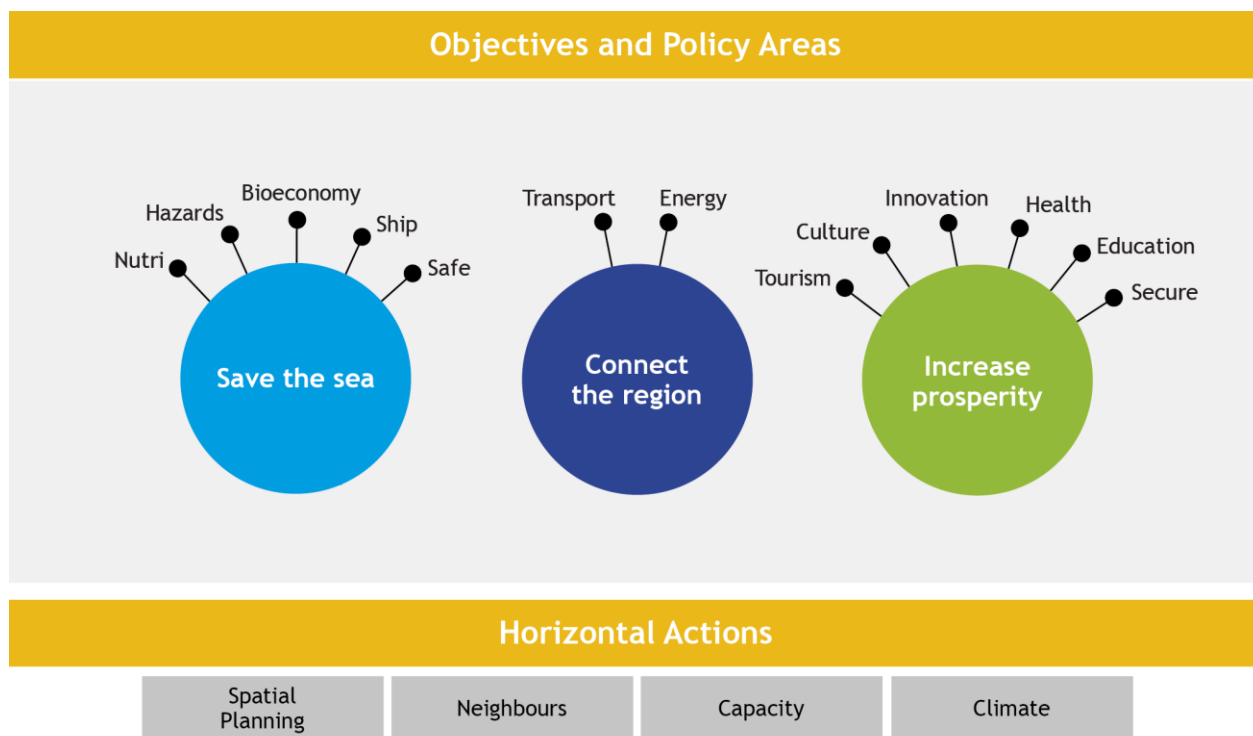 Objectives and Policy Areas
Nutri
Hazards
Bioeconomy
Ship
Safe
Save the sea
Transport
Energy
Connect
the region
Tourism
Culture
Innovation
Health
Education
Secure
Increase
prosperity
Horizontal Actions
Spatial
Planning
Neighbours
Capacity
Climate